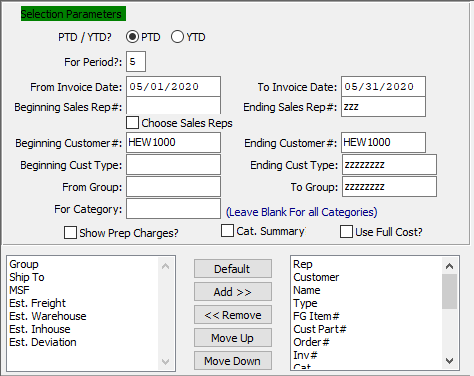 Selection Parameters
PTD / YTD? PTD YTD
For Period?: 5
From Invoice Date: 05/01/2020 To Invoice Date: 05/31/2020
Beginning Sales Rep#: Ending Sales Rep#: zzz
Choose Sales Reps
Beginning Customer#: HEW1000 Ending Customer#: HEW1000
Beginning Cust Type: Ending Cust Type: zzzzzzzz
From Group: To Group: zzzzzzzz
For Category: (Leave Blank For all Categories)
Show Prep Charges? Cat. Summary Use Full Cost?
Group
Ship To
MSF
Est. Freight
Est. Warehouse
Est. Inhouse
Est. Deviation
Default
Add >>
<< Remove
Move Up
Move Down
Rep
Customer
Name
Type
FG Item#
Cust Part#
Order#
Inv#
Cat